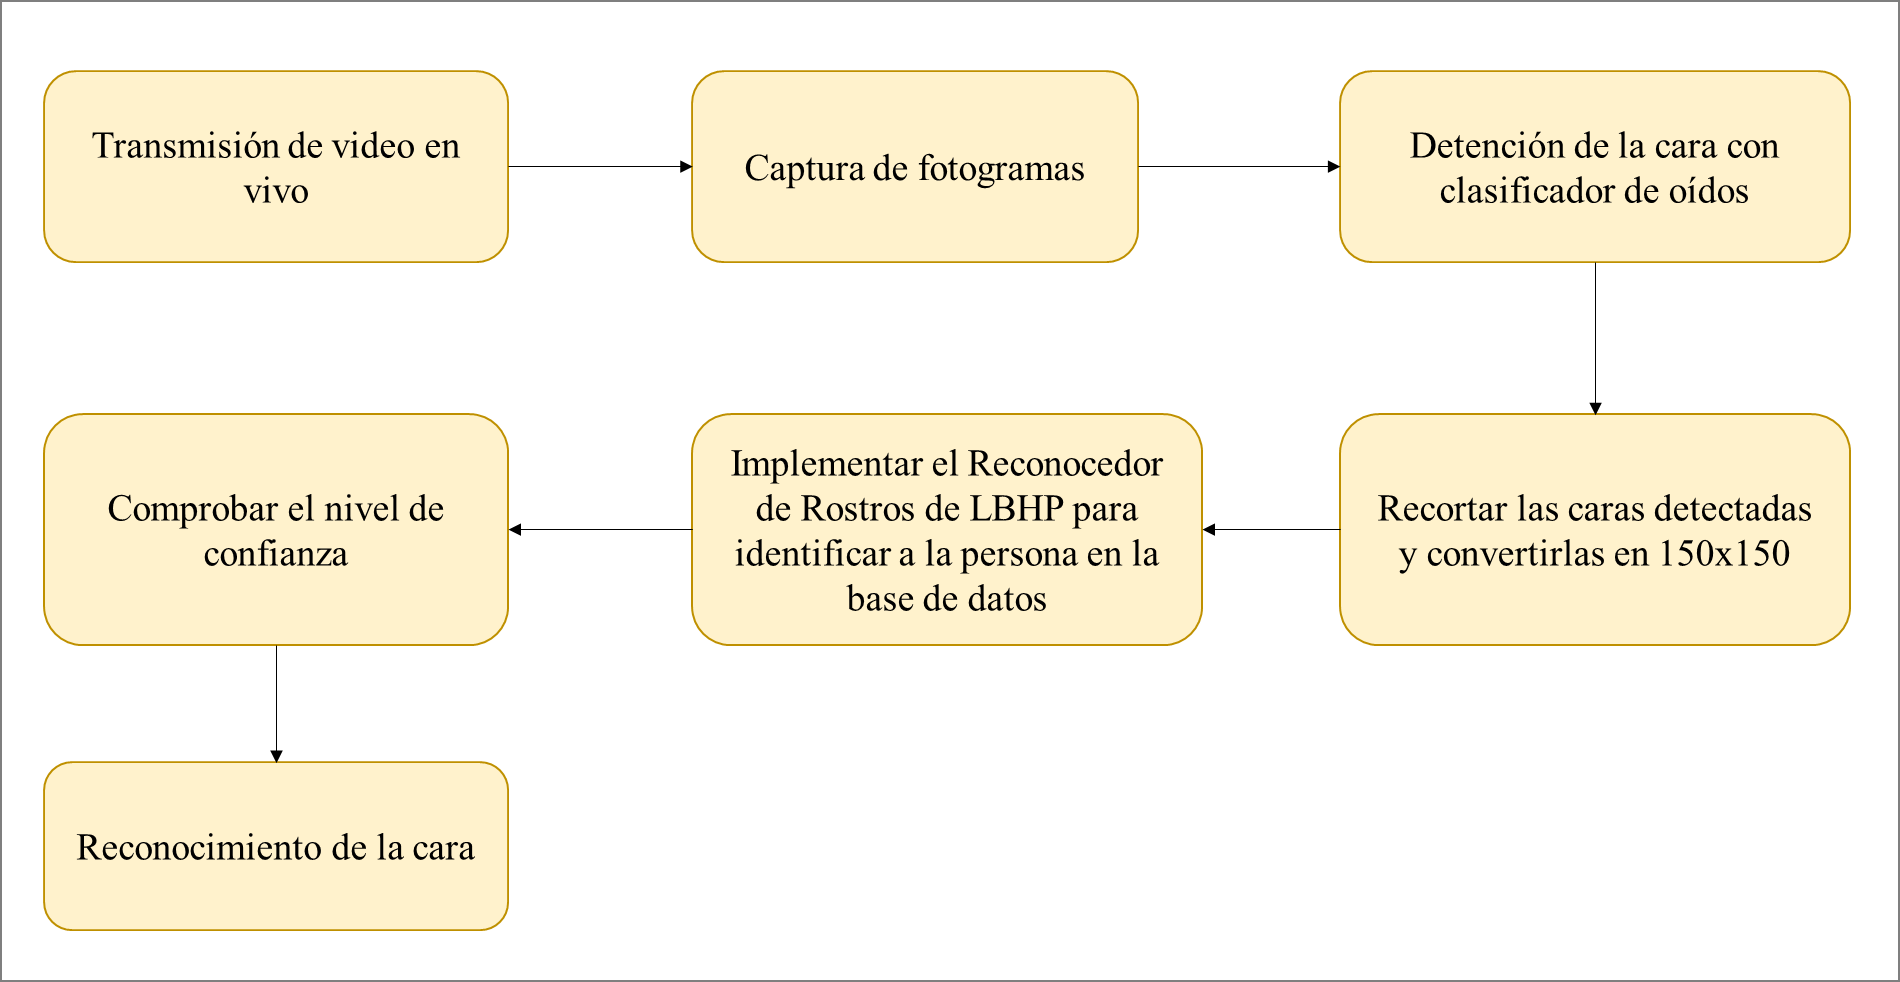 Transmisión de video en
vivo
Captura de fotogramas
Detención de la cara con
clasificador de oídos
Recortar las caras detectadas
y convertirlas en 150x150
Implementar el Reconocedor
de Rostros de LBHP para
identificar a la persona en la
base de datos
Comprobar el nivel de
confianza
Reconocimiento de la cara